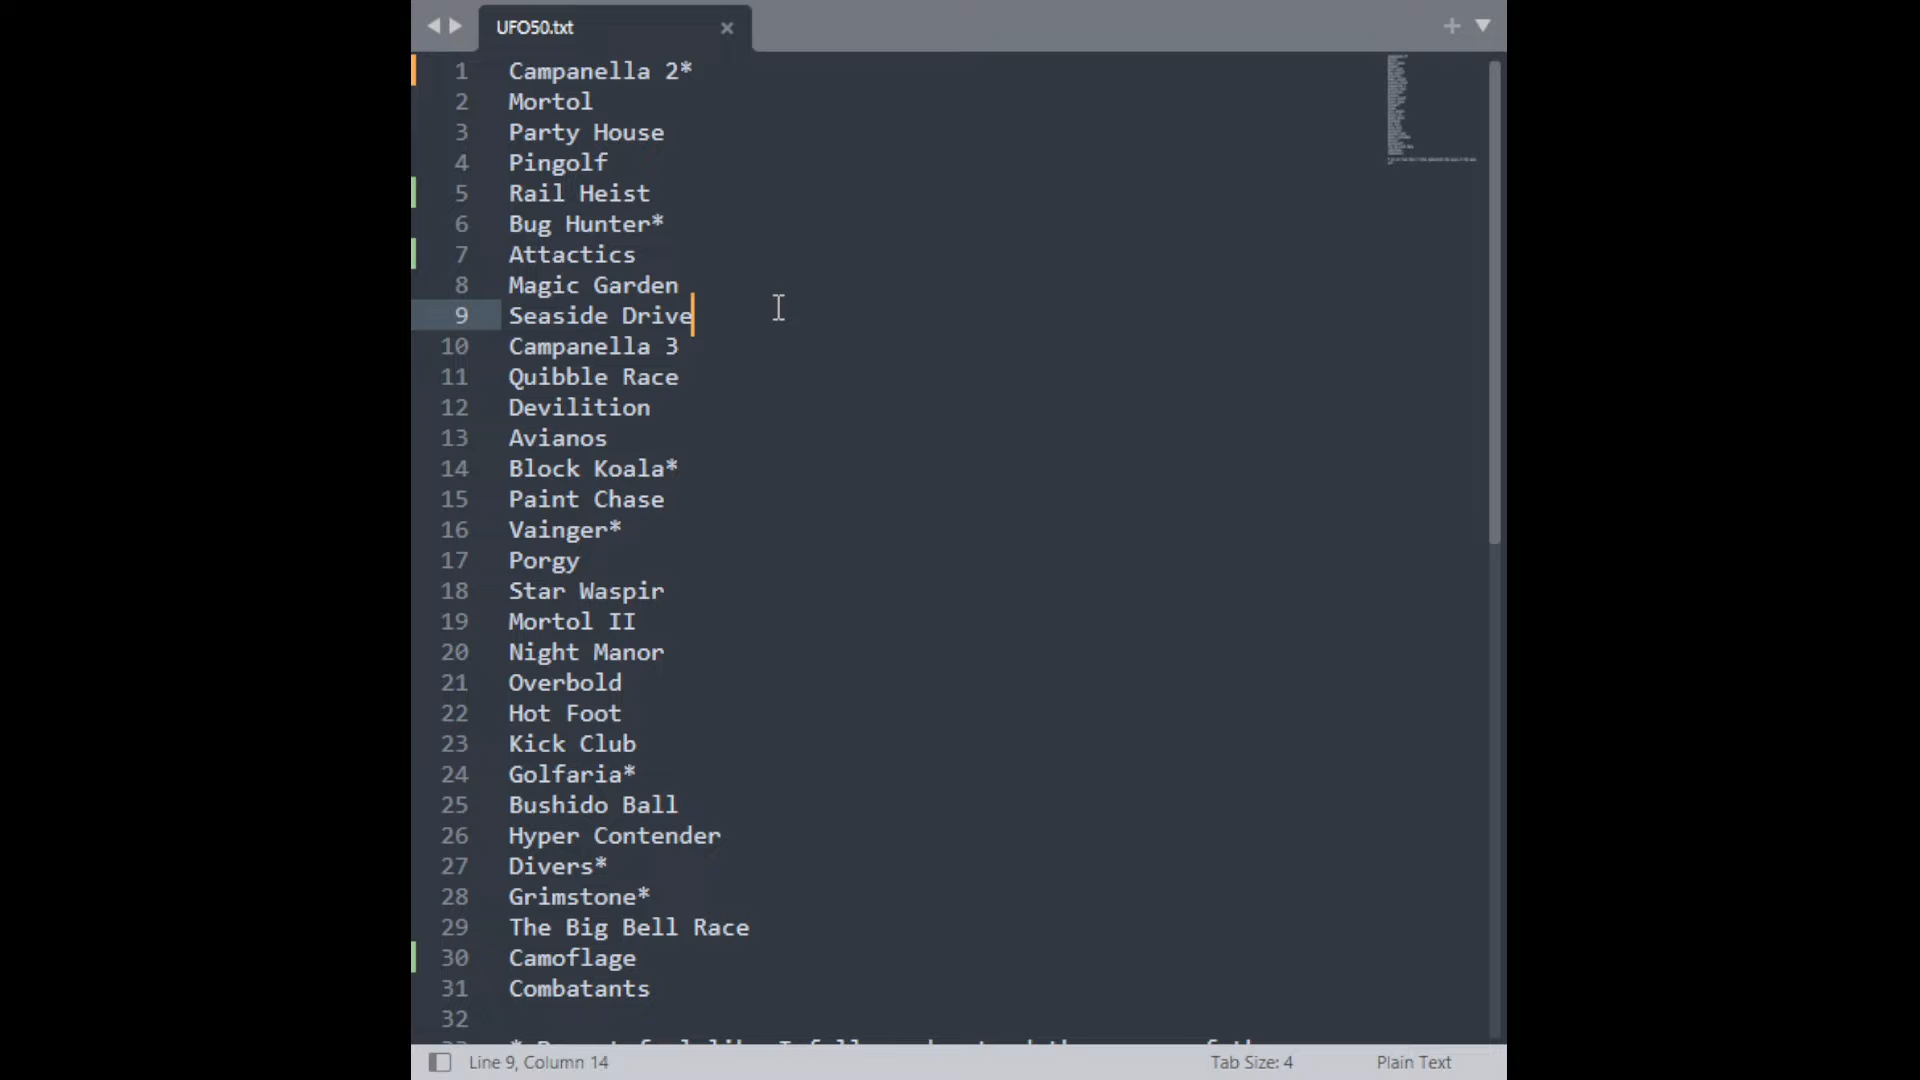 UFO50.txt
1 Campanella 2*
2 Mortol
3 Party House
4 Pingolf
5 Rail Heist
6 Bug Hunter*
7 Attactics
8 Magic Garden
9 Seaside Drive
10 Campanella 3
11 Quibble Race
12 Devilition
13 Avianos
14 Block Koala*
15 Paint Chase
16 Vainger*
17 Porgy
18 Star Waspir
19 Mortol II
20 Night Manor
21 Overbold
22 Hot Foot
23 Kick Club
24 Golfaria*
25 Bushido Ball
26 Hyper Contender
27 Divers*
28 Grimstone*
29 The Big Bell Race
30 Camoflage
31 Combatants
32
Line 9, Column 14 Tab Size: 4 Plain Text